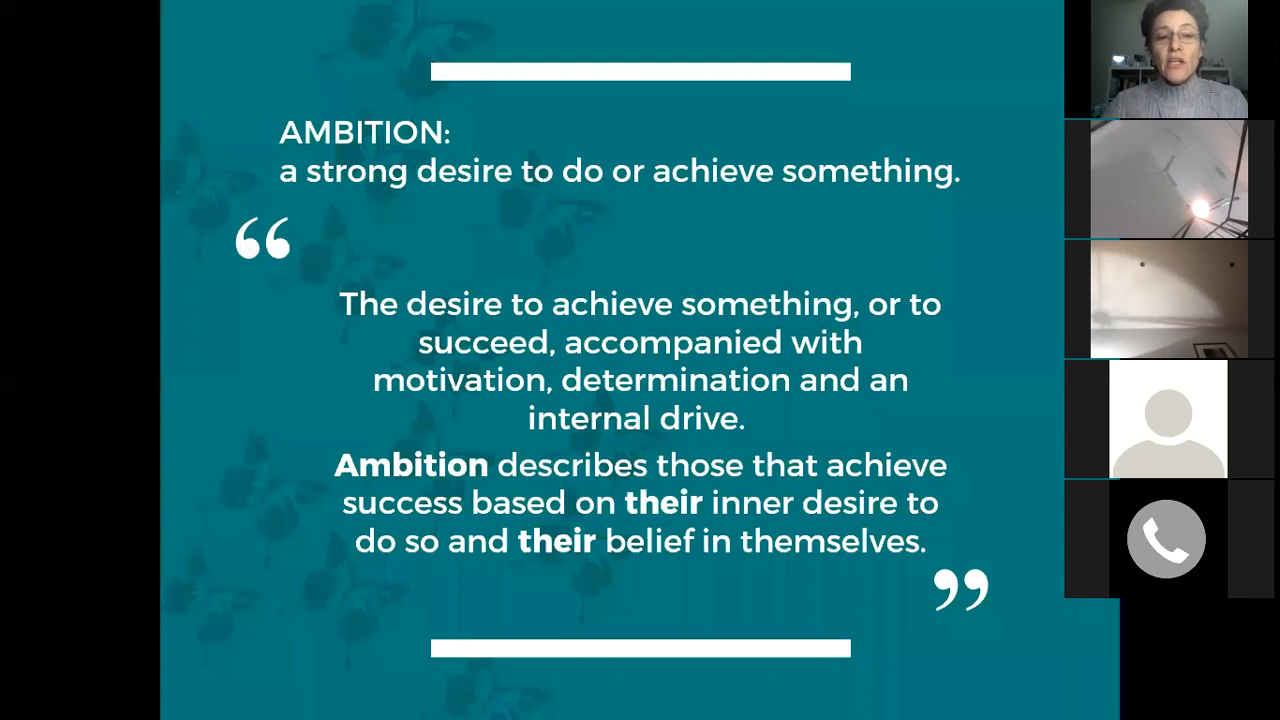 AMBITION:
a strong desire to do or achieve something.
“
The desire to achieve something, or to
succeed, accompanied with
motivation, determination and an
internal drive.
Ambition describes those that achieve
success based on their inner desire to
do so and their belief in themselves.
”